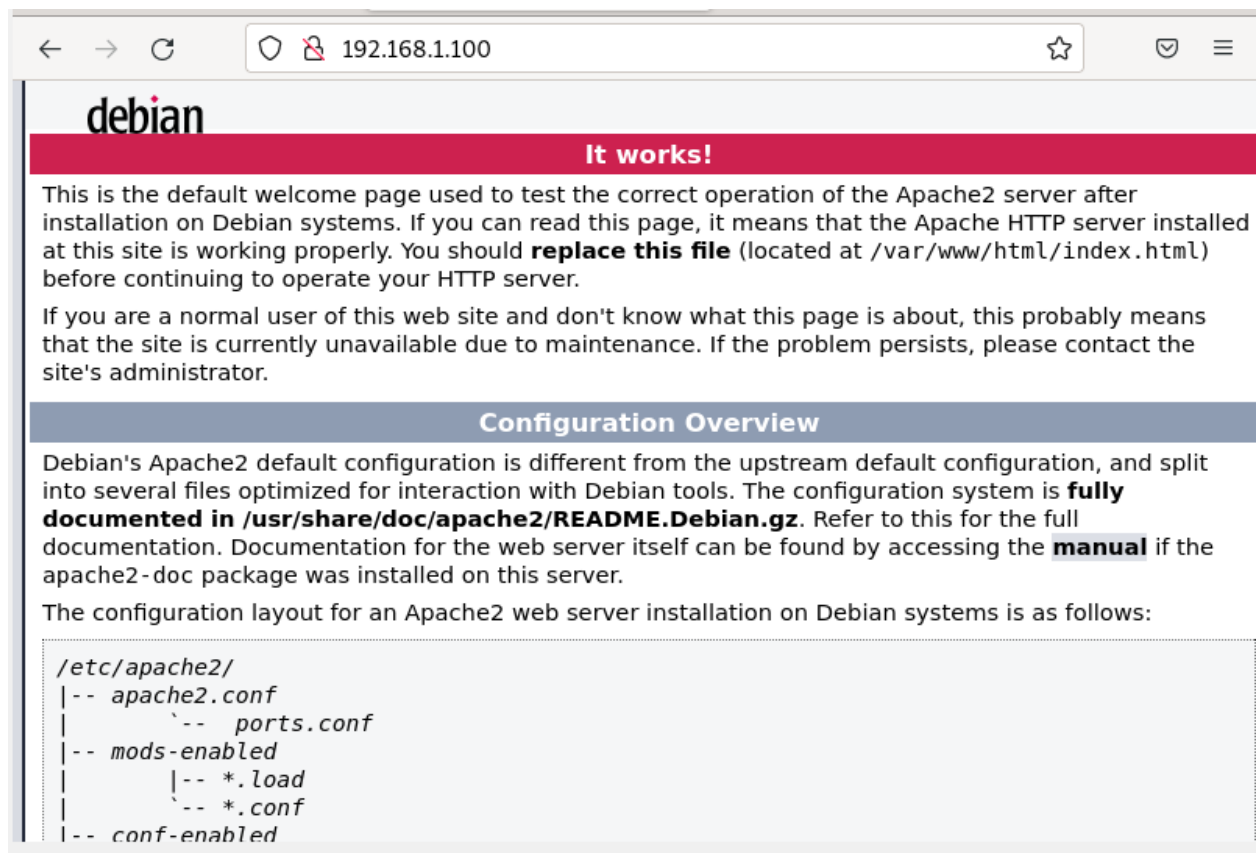 192.168.1.100
debian
It works!
This is the default welcome page used to test the correct operation of the Apache2 server after
installation on Debian systems. If you can read this page, it means that the Apache HTTP server installed
at this site is working properly. You should replace this file (located at /var/www/html/index.html)
before continuing to operate your HTTP server.
If you are a normal user of this web site and don't know what this page is about, this probably means
that the site is currently unavailable due to maintenance. If the problem persists, please contact the
site's administrator.
Configuration Overview
Debian's Apache2 default configuration is different from the upstream default configuration, and split
into several files optimized for interaction with Debian tools. The configuration system is fully
documented in /usr/share/doc/apache2/README.Debian.gz. Refer to this for the full
documentation. Documentation for the web server itself can be found by accessing the manual if the
apache2-doc package was installed on this server.
The configuration layout for an Apache2 web server installation on Debian systems is as follows:
/etc/apache2/
|-- apache2.conf
|       `--  ports.conf
|-- mods-enabled
|       |-- *.load
|       `-- *.conf
|-- conf-enabled